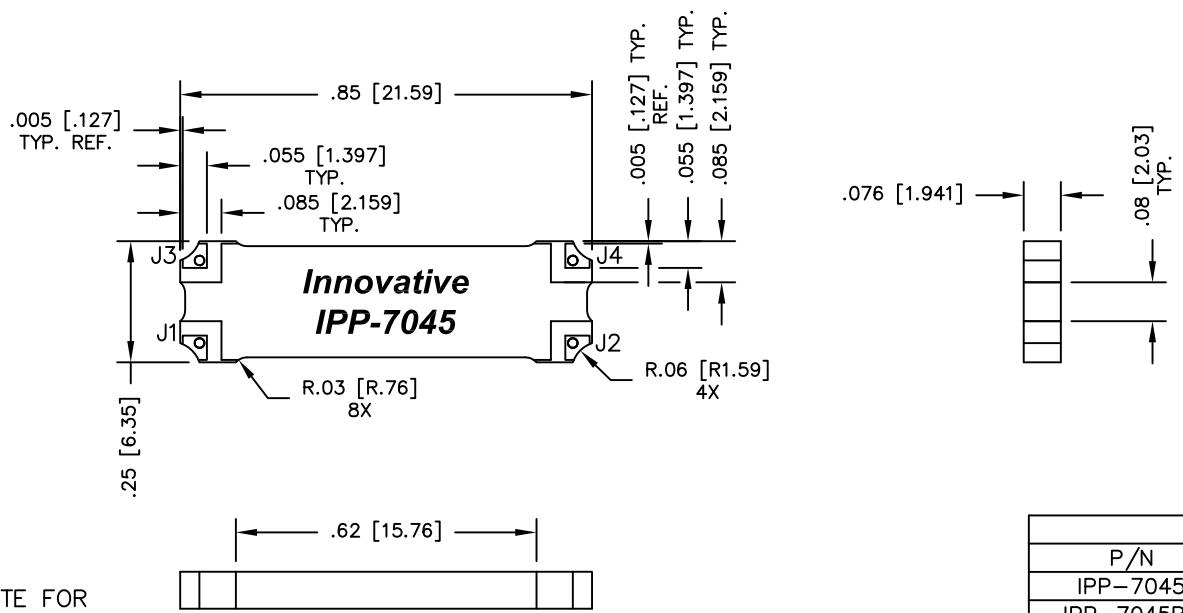 .85 [21.59]
.005 [.127]
TYP. REF.
.055 [1.397]
TYP.
.085 [2.159]
TYP.
.005 [.127] TYP.
REF.
.055 [1.397] TYP.
.085 [2.159] TYP.
.076 [1.941]
.08 [2.03]
TYP.
J3
J4
Innovative
IPP-7045
J1
J2
R.03 [R.76]
8X
R.06 [R1.59]
4X
.25 [6.35]
.62 [15.76]
TE FOR
P/N
IPP-7045